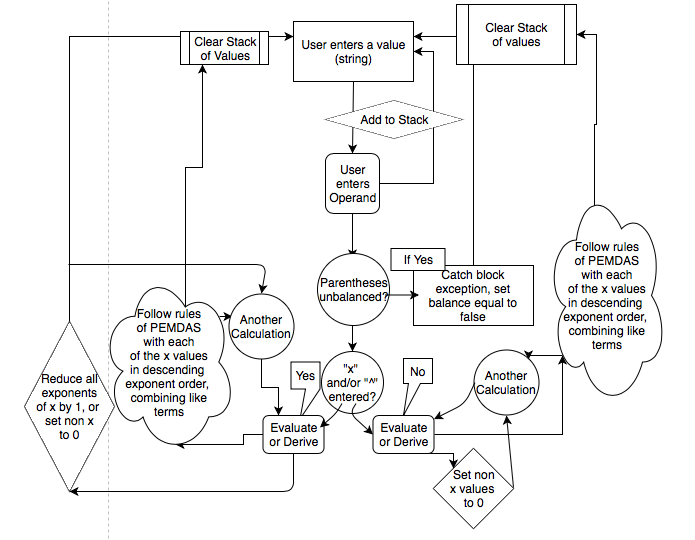 Clear Stack
of Values
User enters a value
(string)
Clear Stack
of values
Add to Stack
User
enters
Operand
If Yes
Parentheses
unbalanced?
Catch block
exception, set
balance equal to
false
Follow rules
of PEMDAS
with each
of the x values
in descending
exponent order,
combining like
terms
Follow rules
of PEMDAS
with each
of the x values
in descending
exponent order,
combining like
terms
Another
Calculation
Reduce all
exponents
of x by 1, or
set non x
to 0
Yes
"x"
and/or "^"
entered?
No
Another
Calculation
Evaluate
or Derive
Evaluate
or Derive
Set non
x values
to 0